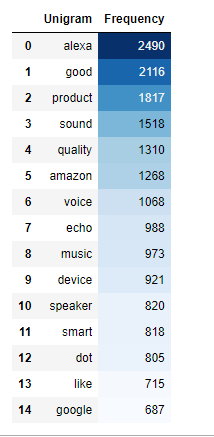 Unigram Frequency
0 alexa 2490
1 good 2116
2 product 1817
3 sound 1518
4 quality 1310
5 amazon 1268
6 voice 1068
7 echo 988
8 music 973
9 device 921
10 speaker 820
11 smart 818
12 dot 805
13 like 715
14 google 687